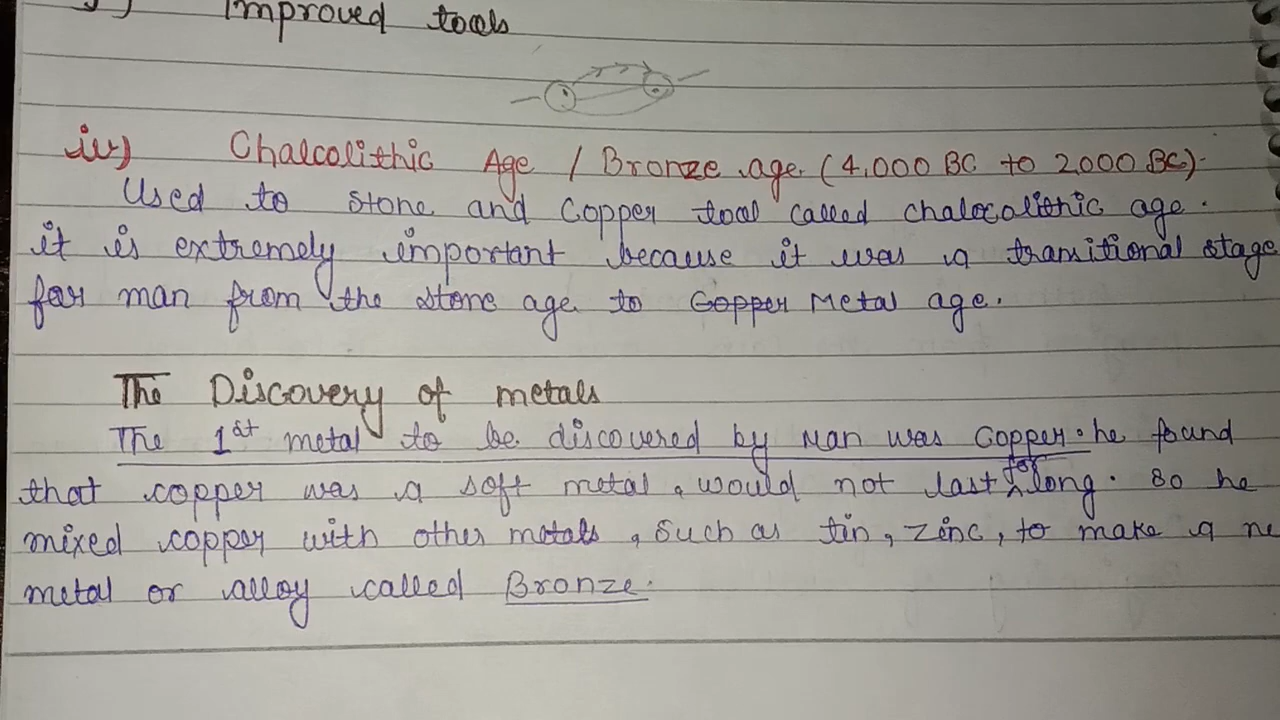 Improved tools
iv) Chalcolithic Age / Bronze age (4,000 BC to 2000 BC)-
Used to stone and Copper tool called chalocalithic age.
it is extremely important because it was a tranitional stage
for man from the stone age to Copper Metal age.
The Discovery of metals
The 1st metal to be discovered by Man was Copper. he found
that copper was a soft metal, would not last for long. So he
mixed copper with other metals, such as tin, zinc, to make a ne
metal or alloy called Bronze.